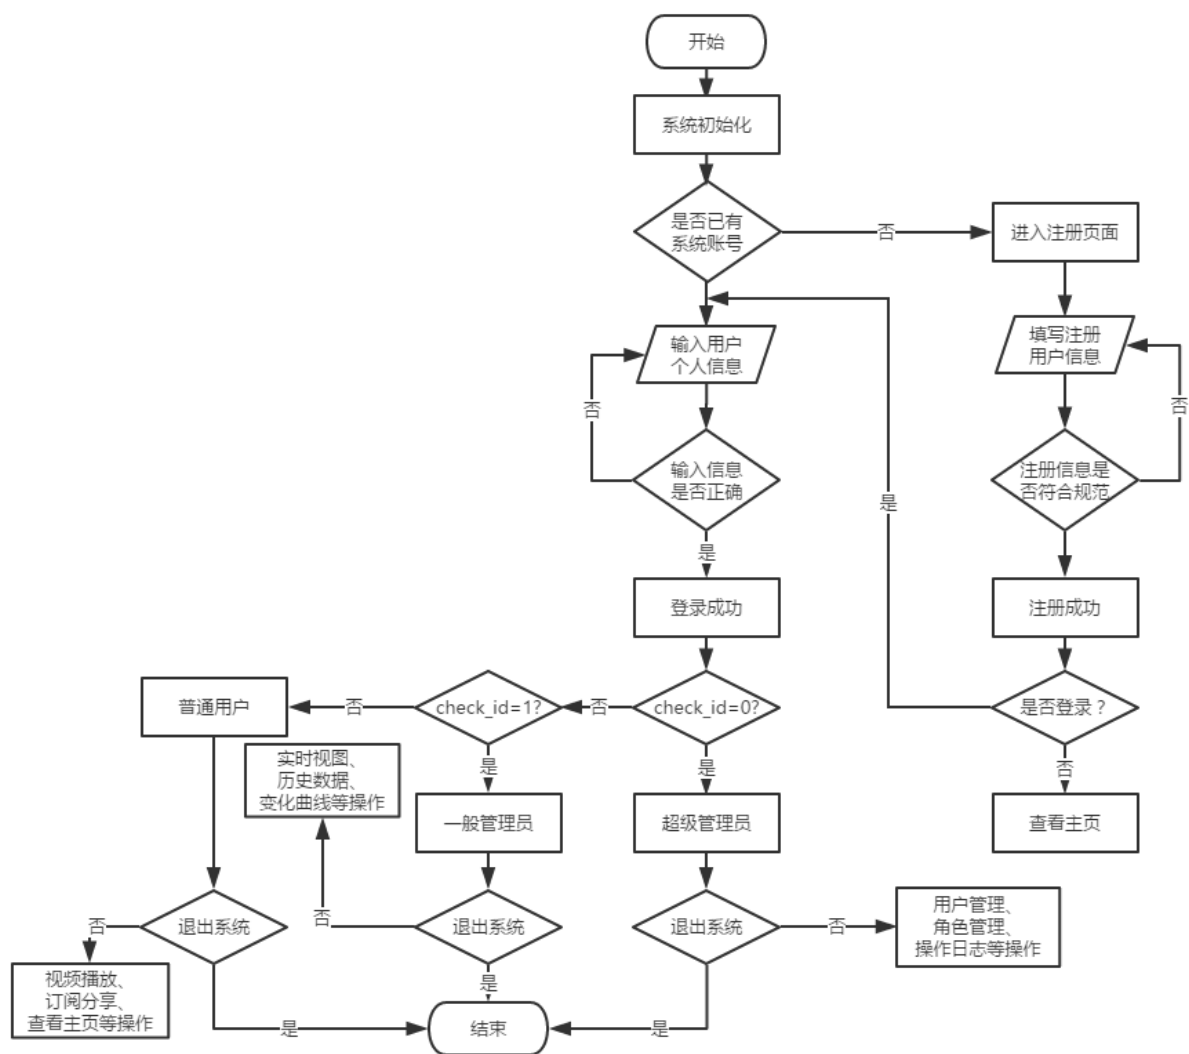 开始
系统初始化
是否已有
系统账号
否
进入注册页面
输入用户
个人信息
填写注册
用户信息
否
否
输入信息
是否正确
注册信息是
否符合规范
是
是
登录成功
注册成功
普通用户
否
check_id=1?
否
check_id=0?
是否登录？
实时视图、
历史数据、
变化曲线等操作
是
是
否
一般管理员
超级管理员
查看主页
否
退出系统
否
退出系统
退出系统
否
用户管理、
角色管理、
操作日志等操作
视频播放、
订阅分享、
查看主页等操作
是
是
结束
是